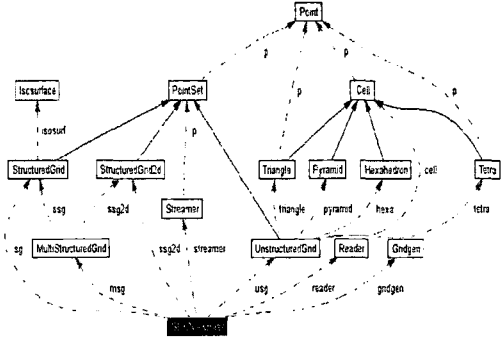 Point
p
p
p
p
Isosurface
PointSet
Cell
isosurf
p
StructuredGrid
StructuredGrid2d
Triangle
Pyramid
Hexahedron
cell
Tetra
ssg
ssg2d
Streamer
triangle
pyramid
hexa
tetra
sg
MultiStructuredGrid
ssg2d
streamer
UnstructuredGrid
Reader
Gridgen
msg
usg
reader
gridgen